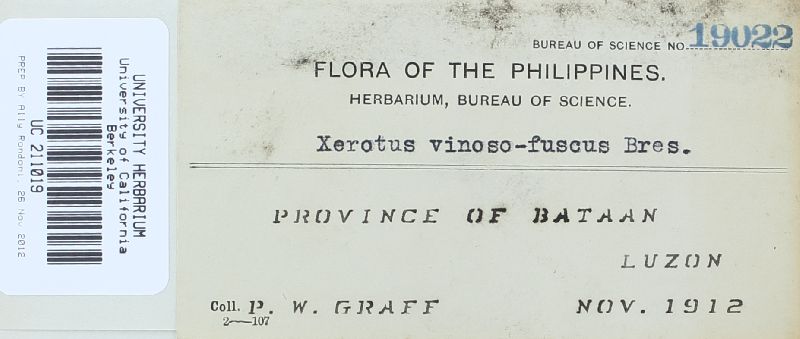 UNIVERSITY HERBARIUM
University of California
Berkeley
UC 211019
PREP BY Ally Rondoni, 26 Nov 2012
BUREAU OF SCIENCE NO. 19022
FLORA OF THE PHILIPPINES.
HERBARIUM, BUREAU OF SCIENCE.
Xerotus vinoso-fuscus Bres.
PROVINCE OF BATAAN
LUZON
Coll. P. W. GRAFF NOV. 1912
2—107